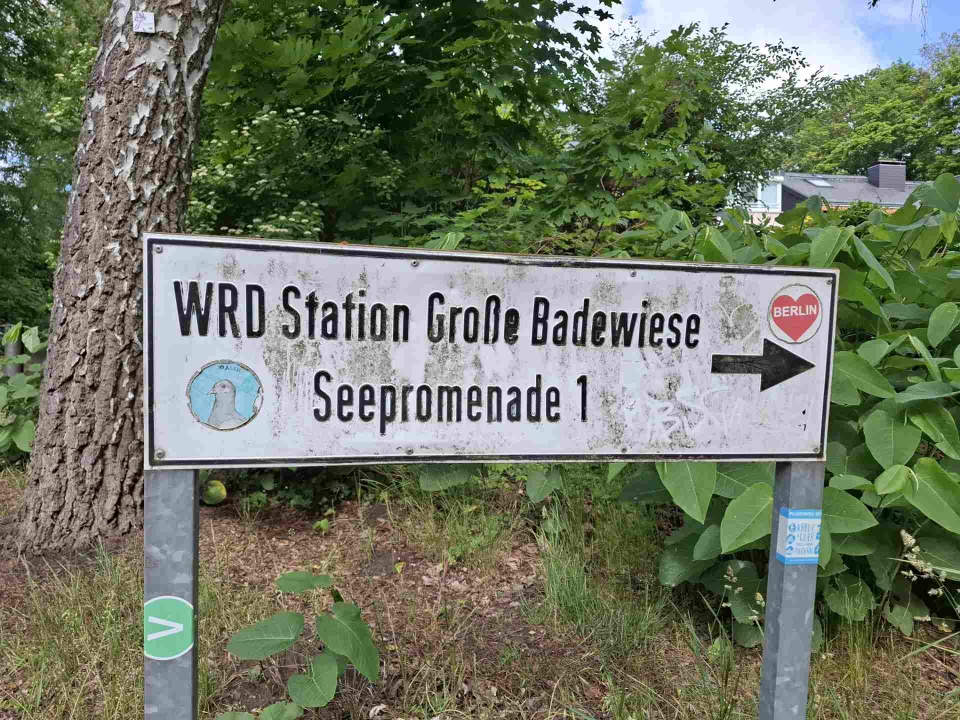 WRD Station Große Badewiese
BERLIN
Seepromenade 1